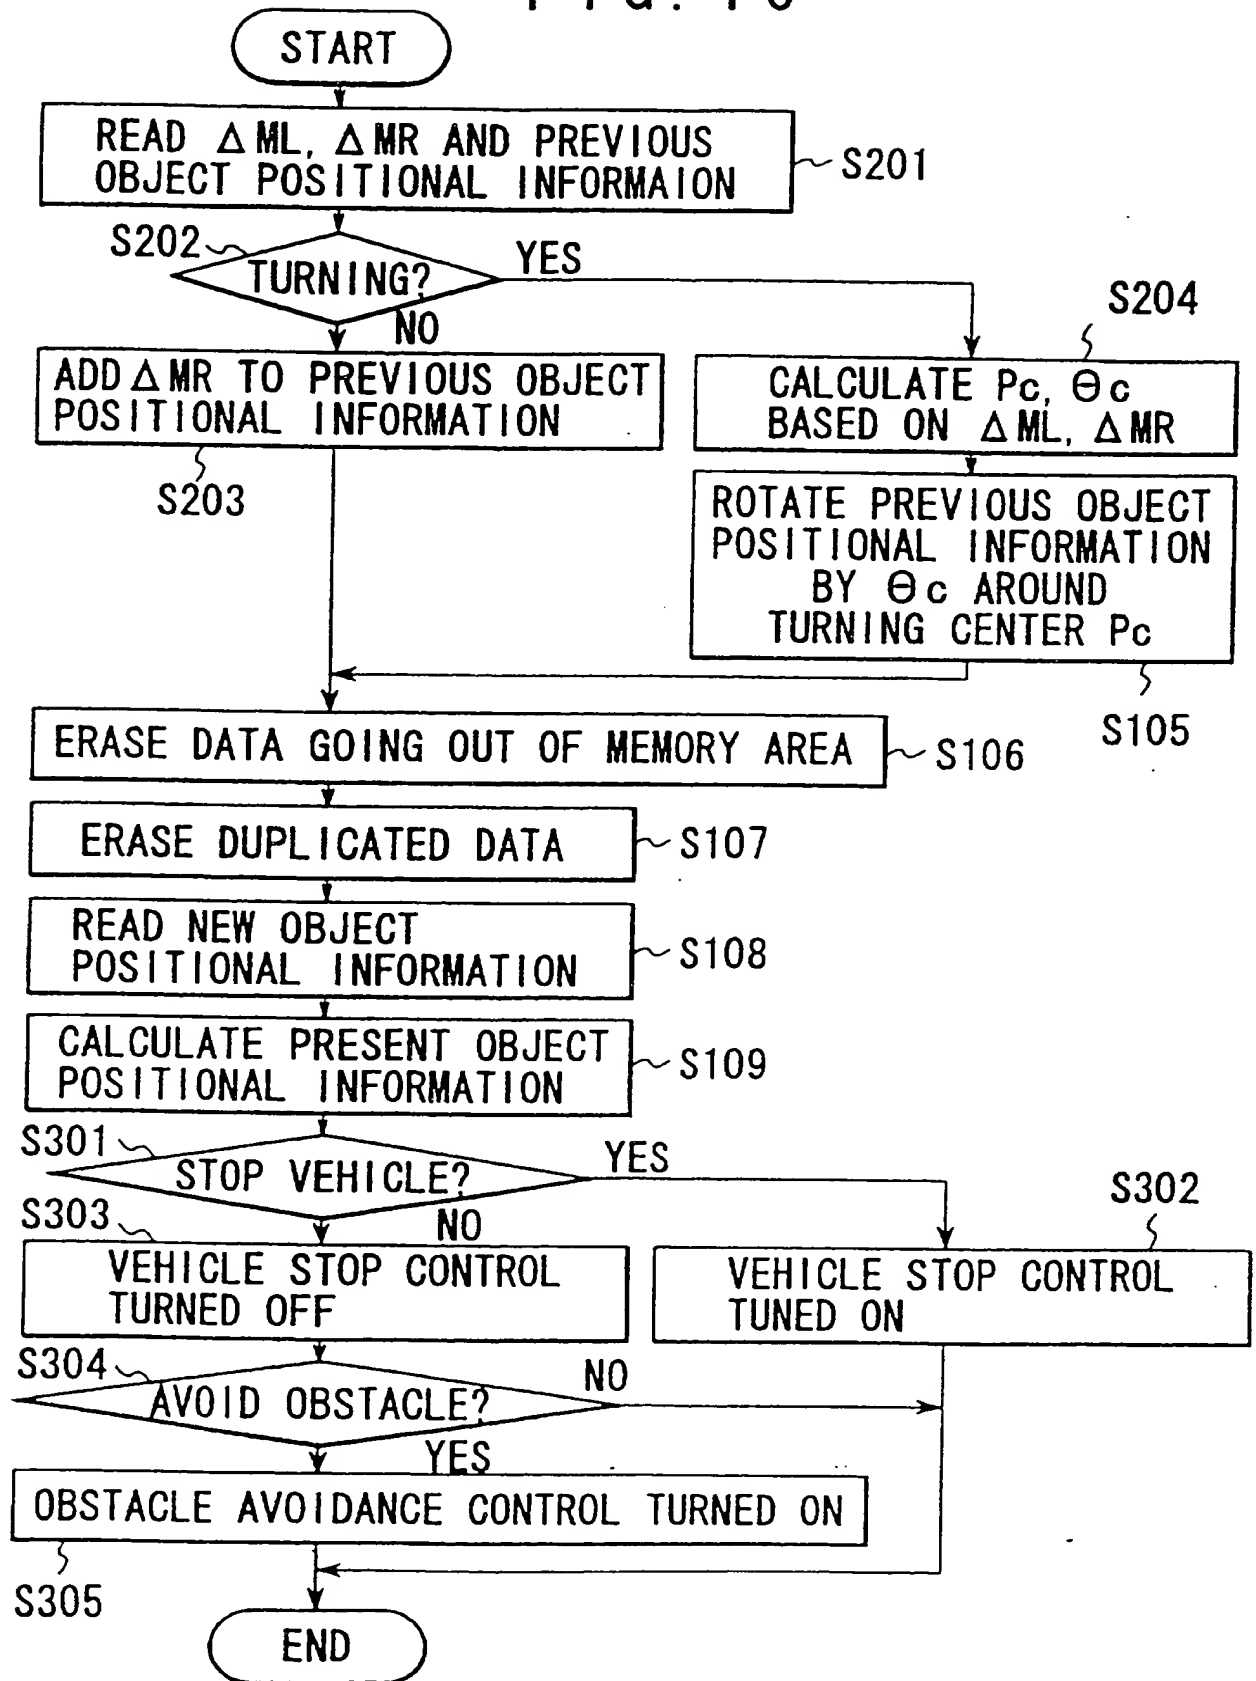 START
READ ΔML, ΔMR AND PREVIOUS
OBJECT POSITIONAL INFORMAION
S201
S202
TURNING?
YES
NO
S204
ADD ΔMR TO PREVIOUS OBJECT
POSITIONAL INFORMATION
S203
CALCULATE Pc, Θc
BASED ON ΔML, ΔMR
ROTATE PREVIOUS OBJECT
POSITIONAL INFORMATION
BY Θc AROUND
TURNING CENTER Pc
S105
ERASE DATA GOING OUT OF MEMORY AREA
S106
ERASE DUPLICATED DATA
S107
READ NEW OBJECT
POSITIONAL INFORMATION
S108
CALCULATE PRESENT OBJECT
POSITIONAL INFORMATION
S109
S301
STOP VEHICLE?
YES
NO
S302
S303
VEHICLE STOP CONTROL
TURNED OFF
VEHICLE STOP CONTROL
TUNED ON
S304
AVOID OBSTACLE?
NO
YES
OBSTACLE AVOIDANCE CONTROL TURNED ON
S305
END